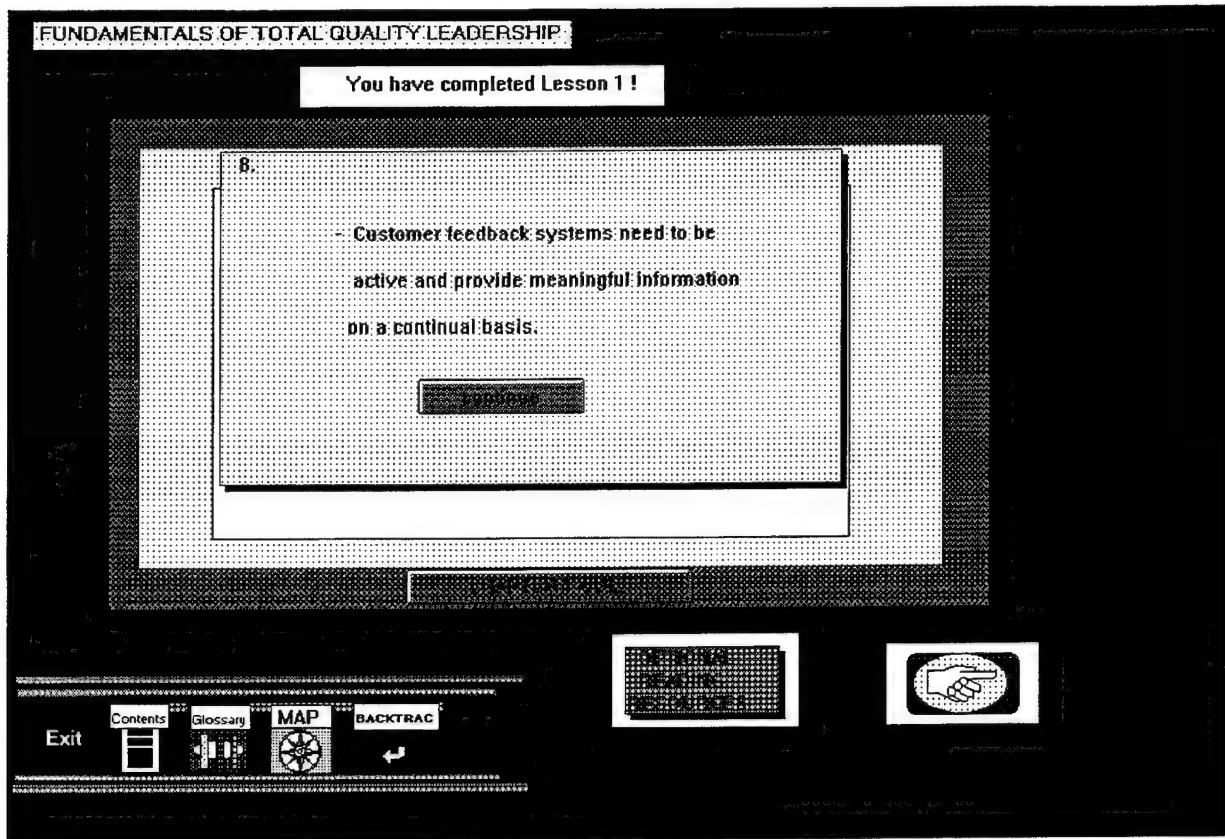 FUNDAMENTALS OF TOTAL QUALITY LEADERSHIP
You have completed Lesson 1 !
8.
- Customer feedback systems need to be
active and provide meaningful information
on a continual basis.
continue
Exit
Contents
Glossary
MAP
BACKTRAC